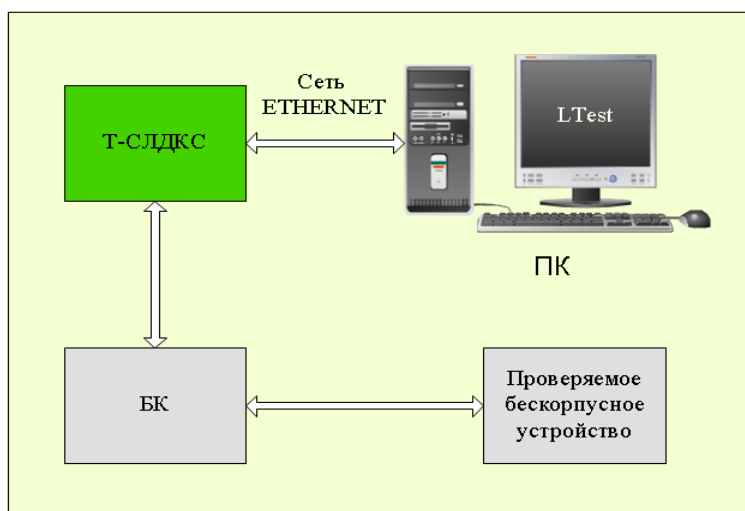 Сеть
ETHERNET
Т-СЛДКС
LTest
ПК
БК
Проверяемое
бескорпусное
устройство